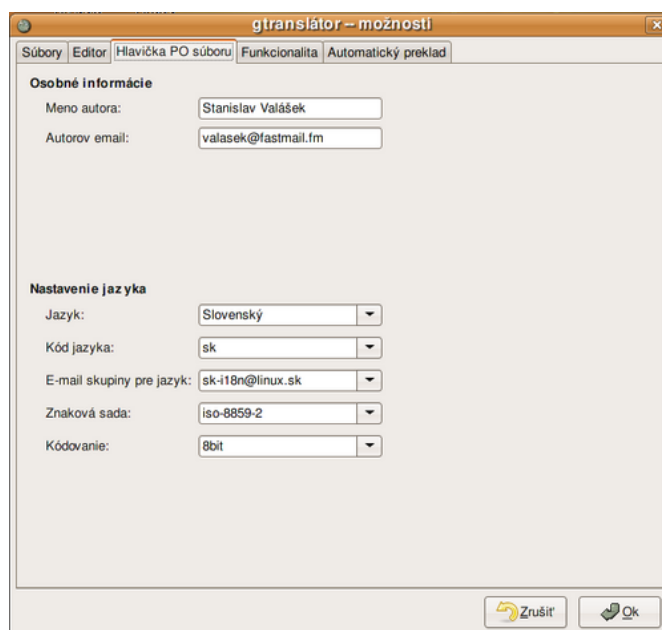 gtranslátor – možnosti
Súbory Editor Hlavička PO súboru Funkcionalita Automatický preklad
Osobné informácie
Meno autora: Stanislav Valášek
Autorov email: valasek@fastmail.fm
Nastavenie jazyka
Jazyk: Slovenský
Kód jazyka: sk
E-mail skupiny pre jazyk: sk-i18n@linux.sk
Znaková sada: iso-8859-2
Kódovanie: 8bit
Zrušiť Ok